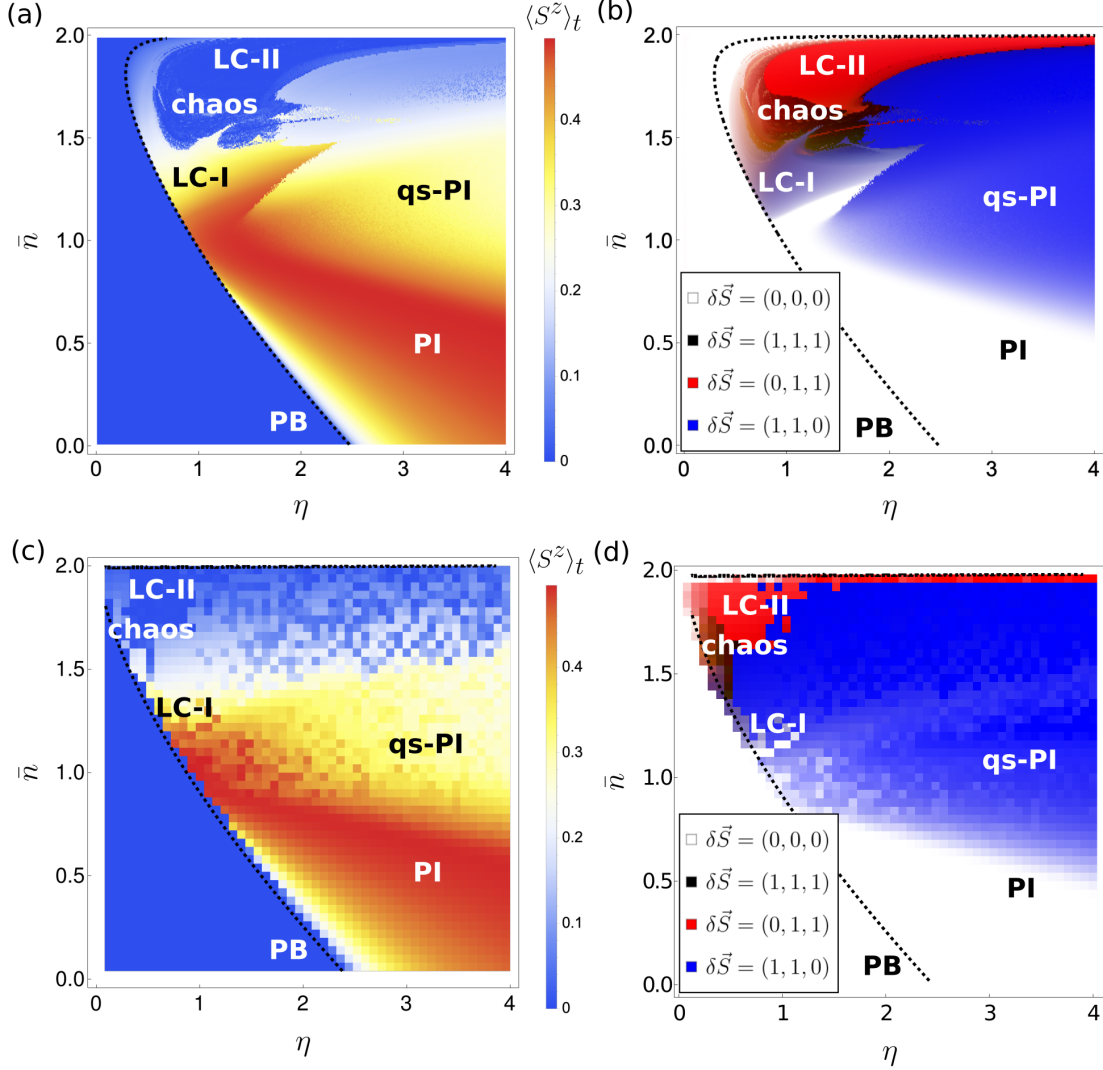 (a)
⟨S^z⟩_t
(b)
2.0
1.5
1.0
0.5
0.0
n̄
LC-II
chaos
LC-I
qs-PI
PI
PB
0
1
2
3
4
η
0.4
0.3
0.2
0.1
0
2.0
1.5
1.0
0.5
0.0
n̄
LC-II
chaos
LC-I
qs-PI
δS⃗ = (0, 0, 0)
δS⃗ = (1, 1, 1)
δS⃗ = (0, 1, 1)
δS⃗ = (1, 1, 0)
PI
PB
0
1
2
3
4
η
(c)
⟨S^z⟩_t
(d)
2.0
1.5
1.0
0.5
0.0
n̄
LC-II
chaos
LC-I
qs-PI
PI
PB
0
1
2
3
4
η
0.4
0.3
0.2
0.1
0
2.0
1.5
1.0
0.5
0.0
n̄
LC-II
chaos
LC-I
qs-PI
δS⃗ = (0, 0, 0)
δS⃗ = (1, 1, 1)
δS⃗ = (0, 1, 1)
δS⃗ = (1, 1, 0)
PI
PB
0
1
2
3
4
η